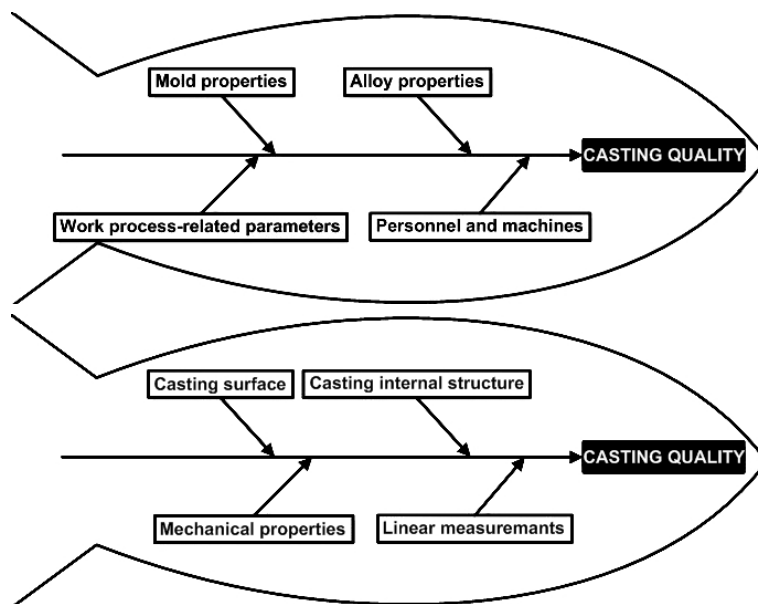 Mold properties
Alloy properties
CASTING QUALITY
Work process-related parameters
Personnel and machines
Casting surface
Casting internal structure
CASTING QUALITY
Mechanical properties
Linear measuremants